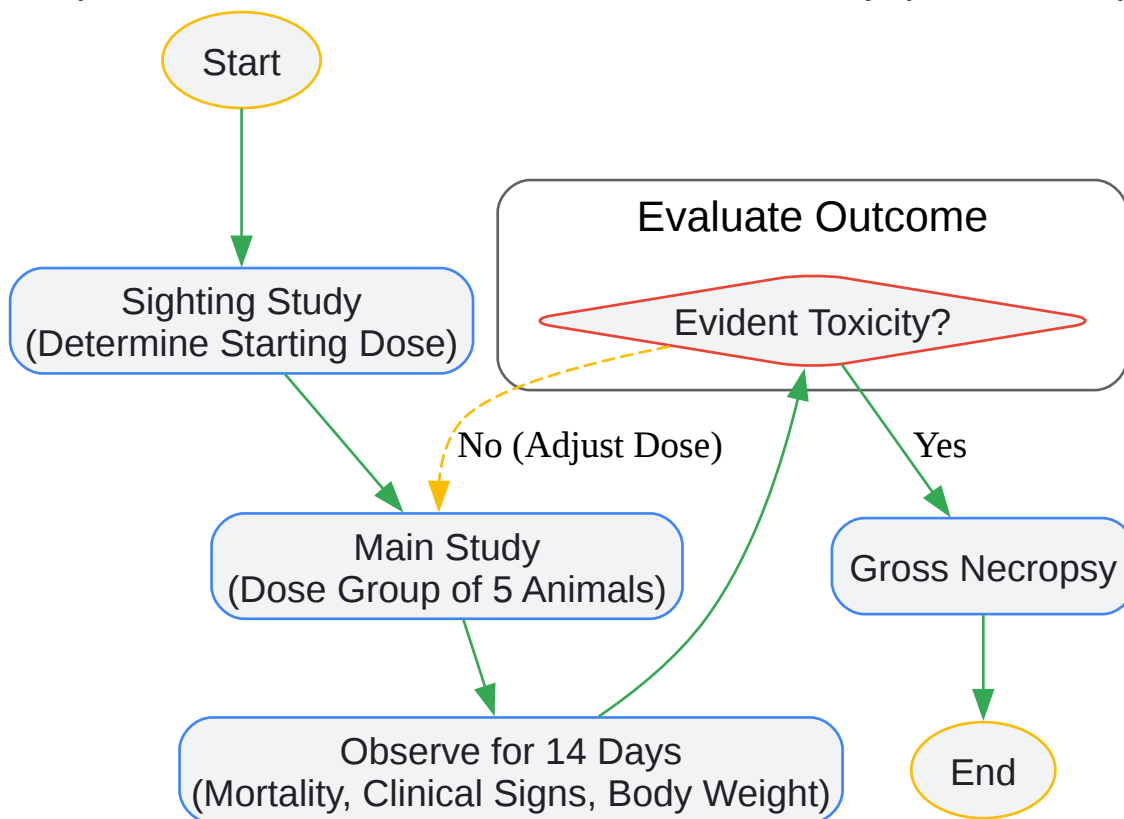 Start
Evaluate Outcome
Sighting Study
(Determine Starting Dose)
Evident Toxicity?
No (Adjust Dose)
Yes
Main Study
(Dose Group of 5 Animals)
Gross Necropsy
Observe for 14 Days
(Mortality, Clinical Signs, Body Weight)
End